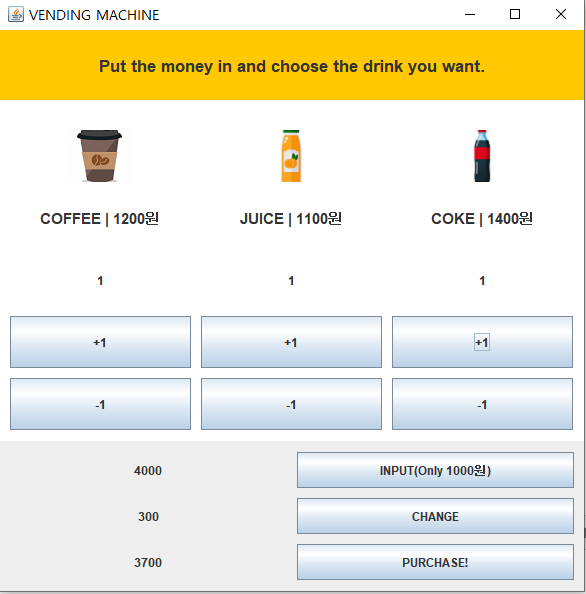 VENDING MACHINE
Put the money in and choose the drink you want.
COFFEE | 1200원 JUICE | 1100원 COKE | 1400원
1 1 1
+1 +1 +1
-1 -1 -1
4000 INPUT(Only 1000원)
300 CHANGE
3700 PURCHASE!